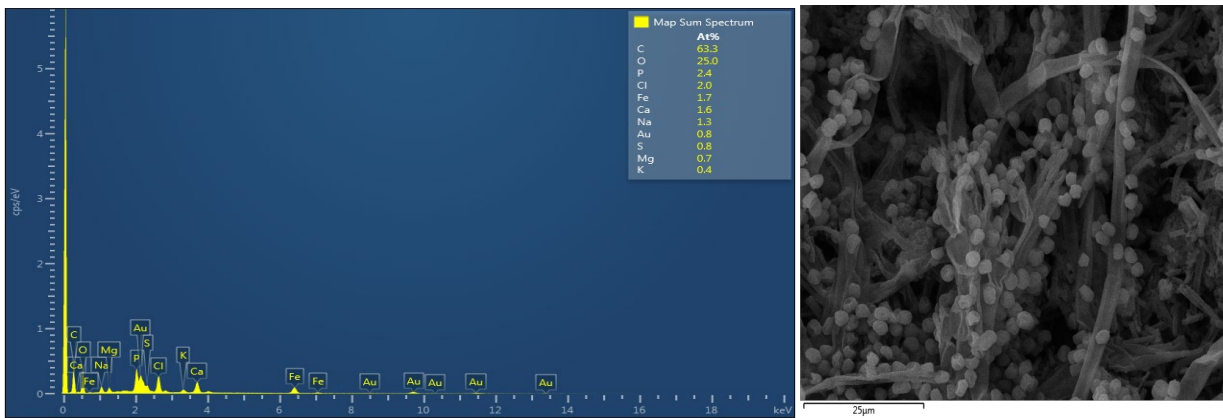 Map Sum Spectrum
At%
C 63.3
O 25.0
P 2.4
Cl 2.0
Fe 1.7
Ca 1.6
Na 1.3
Au 0.8
S 0.8
Mg 0.7
K 0.4
cps/eV
5
4
3
2
1
0
Au
C
S
O
Mg
P
K
Ca
Na
Cl
Ca
Fe
Fe
Fe
Au
Au
Au
Au
Au
0 2 4 6 8 10 12 14 16 18 keV
25µm